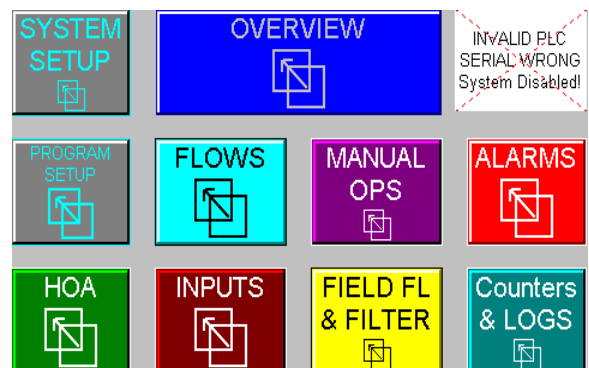 SYSTEM
SETUP
OVERVIEW
INVALID PLC
SERIAL WRONG
System Disabled!
PROGRAM
SETUP
FLOWS
MANUAL
OPS
ALARMS
HOA
INPUTS
FIELD FL
& FILTER
Counters
& LOGS